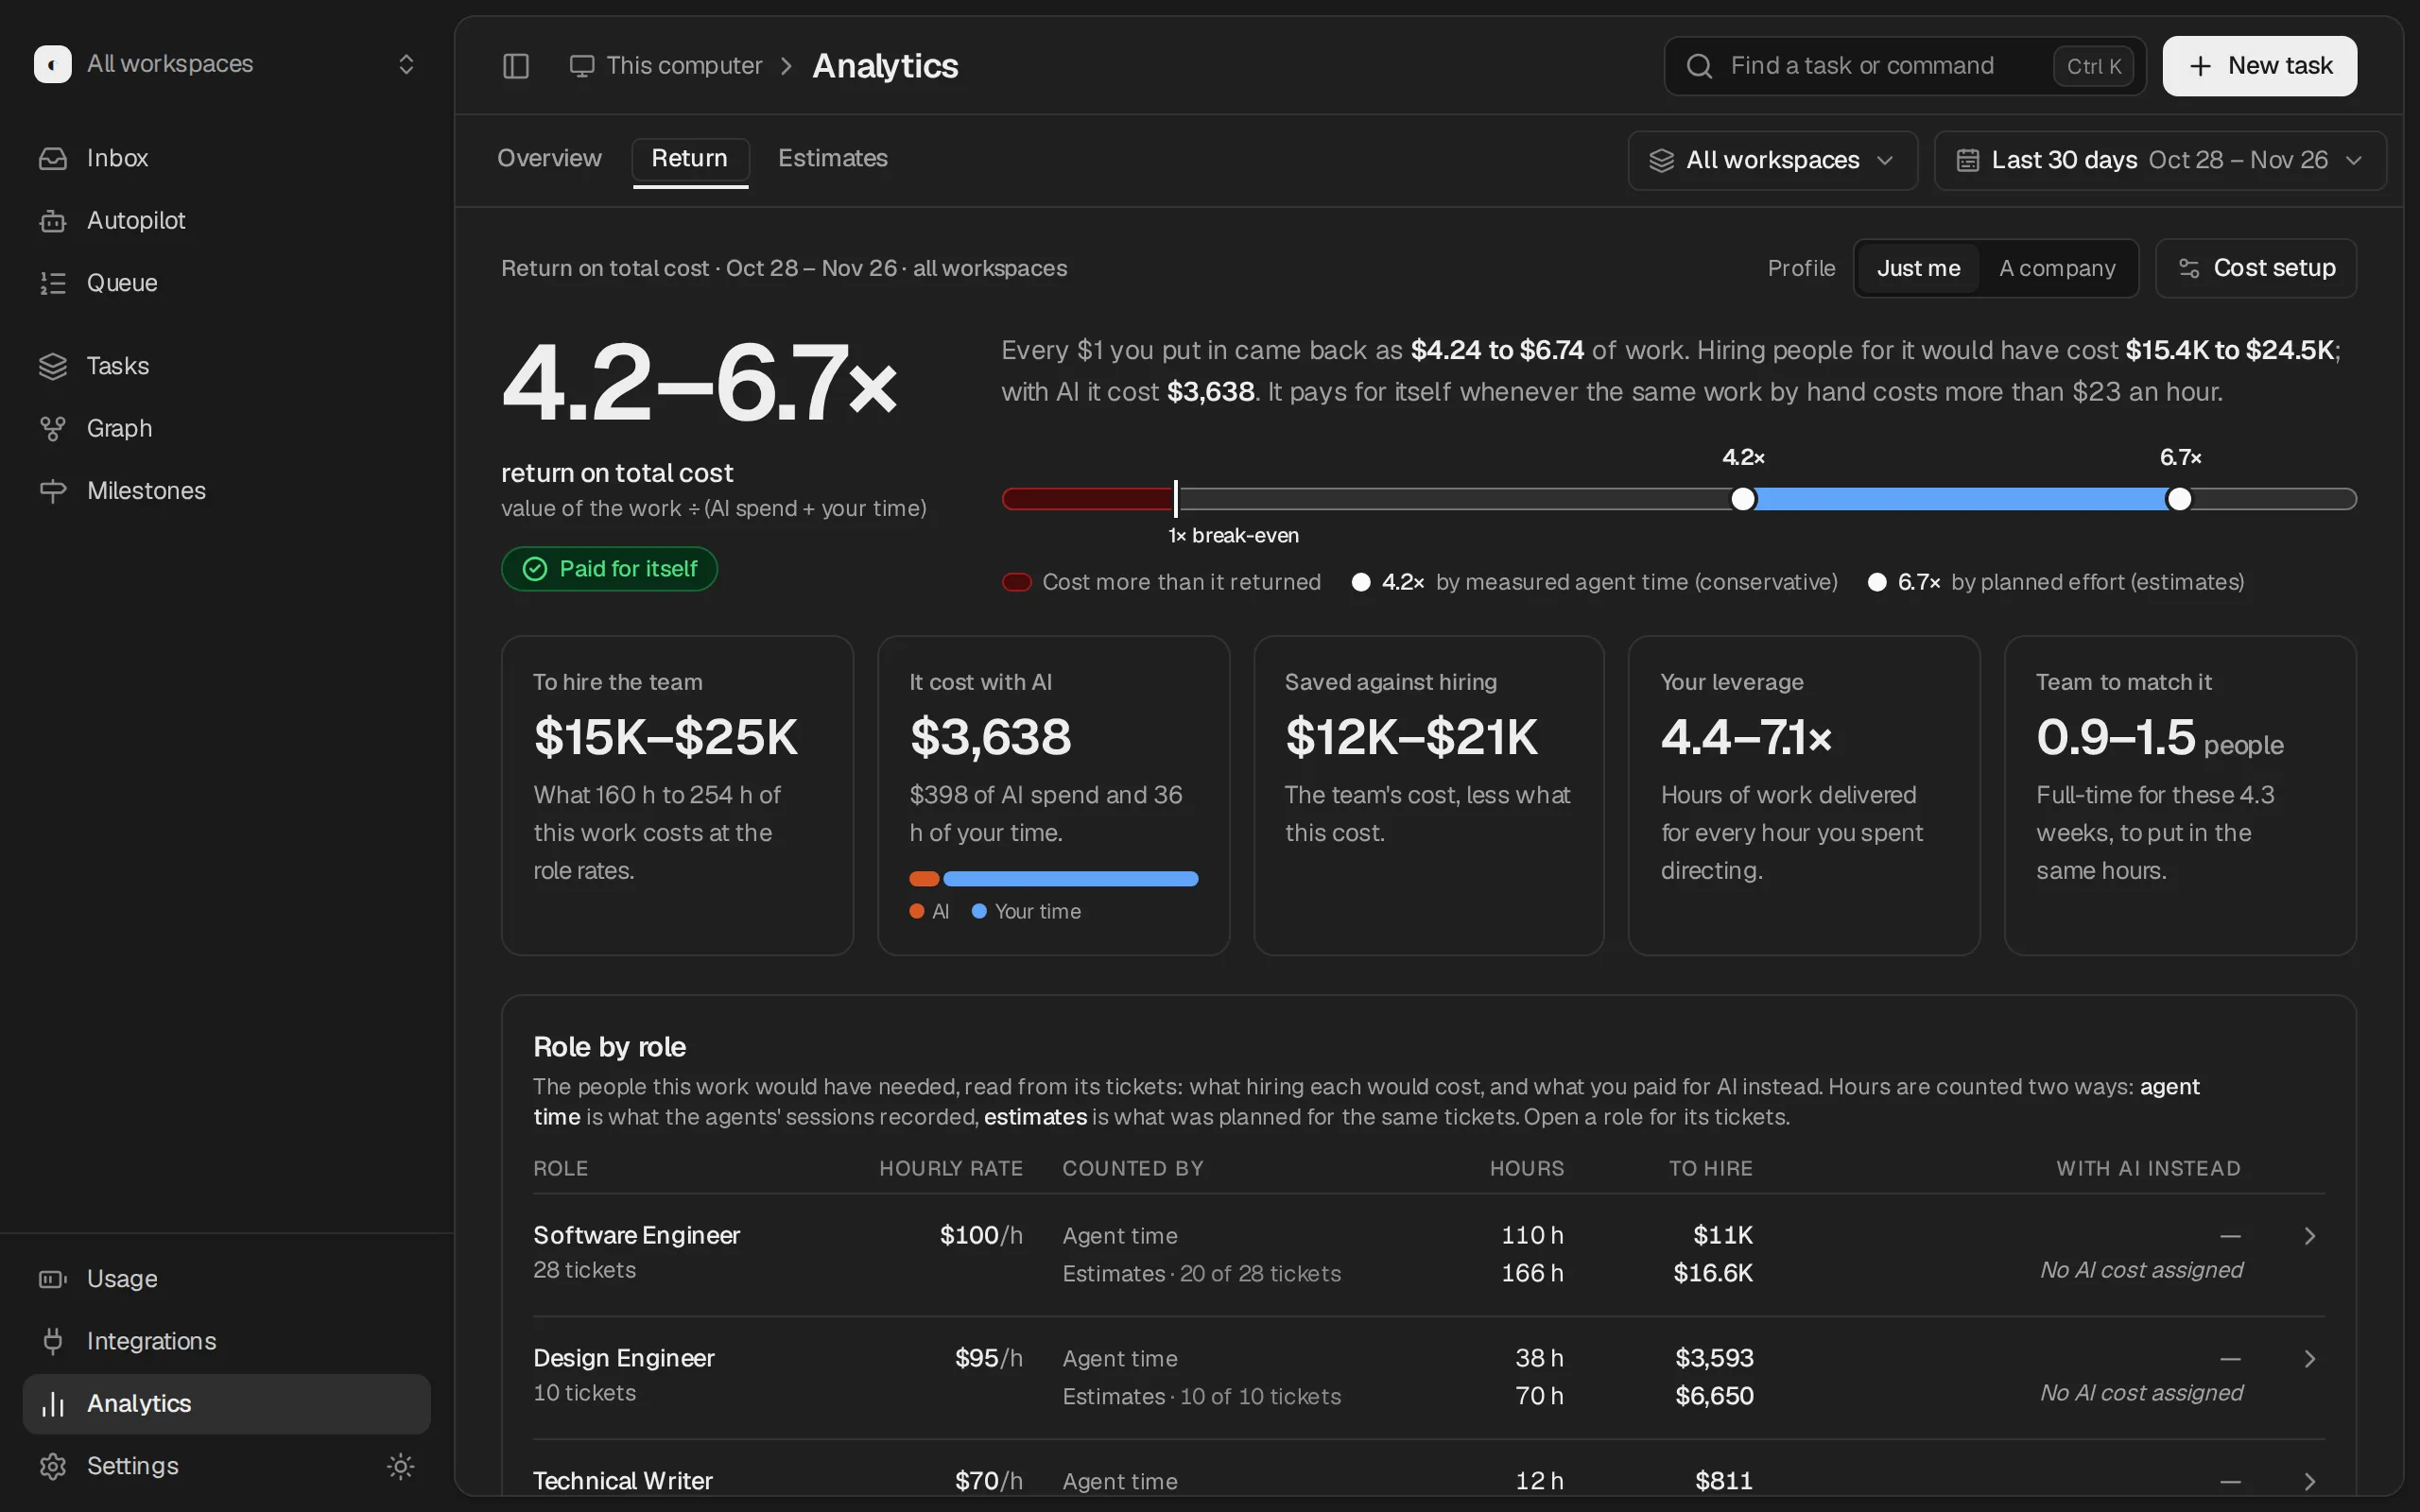 All workspaces
Inbox
Autopilot
Queue
Tasks
Graph
Milestones
Usage
Integrations
Analytics
Settings
This computer > Analytics
Find a task or command Ctrl K
New task
Overview Return Estimates
All workspaces
Last 30 days Oct 28 – Nov 26
Return on total cost · Oct 28 – Nov 26 · all workspaces
Profile Just me A company
Cost setup
4.2–6.7×
return on total cost
value of the work ÷ (AI spend + your time)
Paid for itself
Every $1 you put in came back as $4.24 to $6.74 of work. Hiring people for it would have cost $15.4K to $24.5K;
with AI it cost $3,638. It pays for itself whenever the same work by hand costs more than $23 an hour.
4.2× 6.7×
1× break-even
Cost more than it returned 4.2× by measured agent time (conservative) 6.7× by planned effort (estimates)
To hire the team
$15K–$25K
What 160 h to 254 h of
this work costs at the
role rates.
It cost with AI
$3,638
$398 of AI spend and 36
h of your time.
AI Your time
Saved against hiring
$12K–$21K
The team's cost, less what
this cost.
Your leverage
4.4–7.1×
Hours of work delivered
for every hour you spent
directing.
Team to match it
0.9–1.5 people
Full-time for these 4.3
weeks, to put in the
same hours.
Role by role
The people this work would have needed, read from its tickets: what hiring each would cost, and what you paid for AI instead. Hours are counted two ways: agent
time is what the agents' sessions recorded, estimates is what was planned for the same tickets. Open a role for its tickets.
ROLE HOURLY RATE COUNTED BY HOURS TO HIRE WITH AI INSTEAD
Software Engineer $100/h Agent time 110 h $11K —
28 tickets Estimates · 20 of 28 tickets 166 h $16.6K No AI cost assigned
Design Engineer $95/h Agent time 38 h $3,593 —
10 tickets Estimates · 10 of 10 tickets 70 h $6,650 No AI cost assigned
Technical Writer $70/h Agent time 12 h $811 —